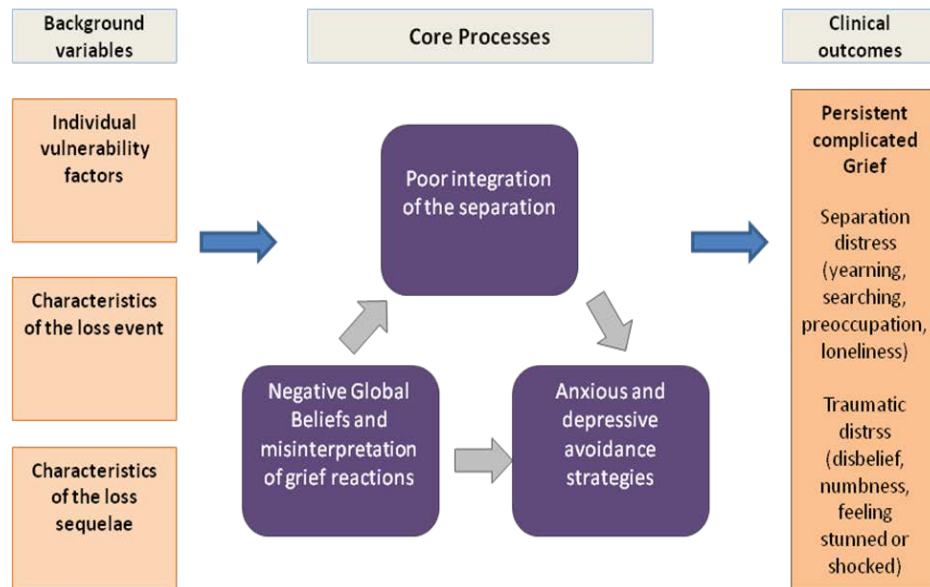 Background
variables
Core Processes
Clinical
outcomes
Individual
vulnerability
factors
Characteristics
of the loss event
Characteristics
of the loss
sequelae
Poor integration
of the separation
Negative Global
Beliefs and
misinterpretation
of grief reactions
Anxious and
depressive
avoidance
strategies
Persistent
complicated
Grief
Separation
distress
(yearning,
searching,
preoccupation,
loneliness)
Traumatic
distrss
(disbelief,
numbness,
feeling
stunned or
shocked)